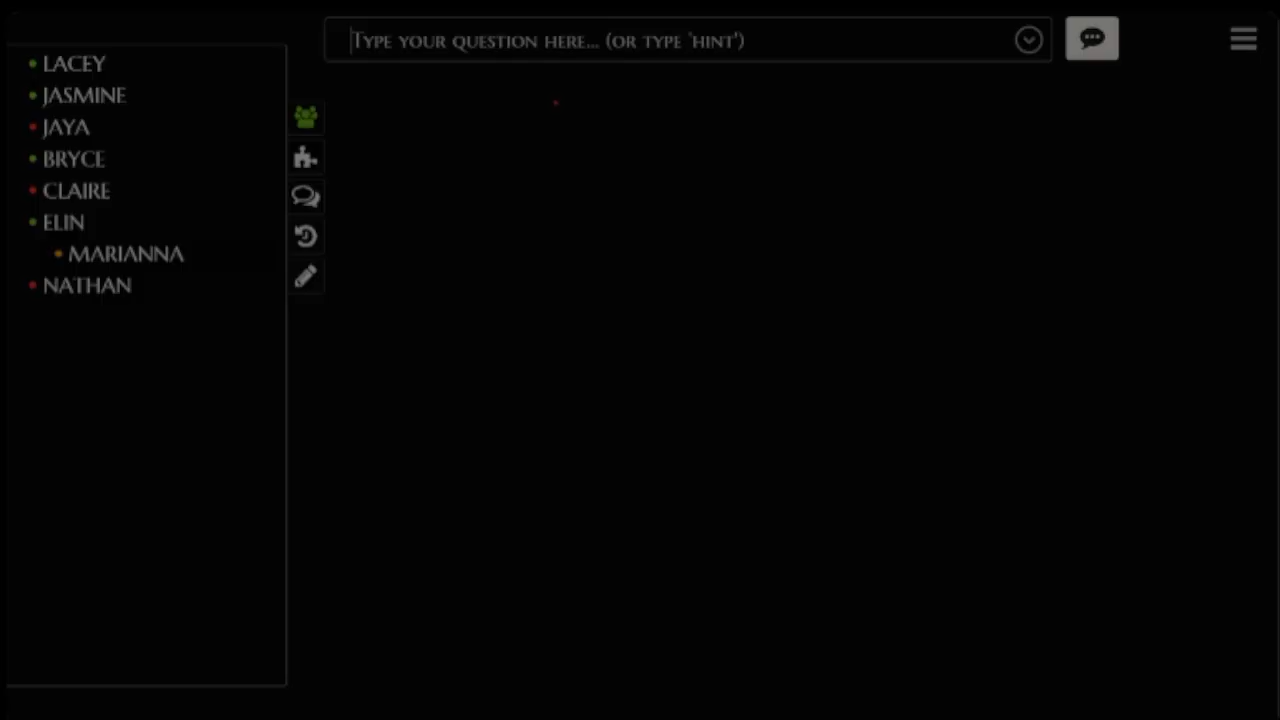 Type your question here... (or type 'hint')
LACEY
JASMINE
JAYA
BRYCE
CLAIRE
ELIN
MARIANNA
NATHAN